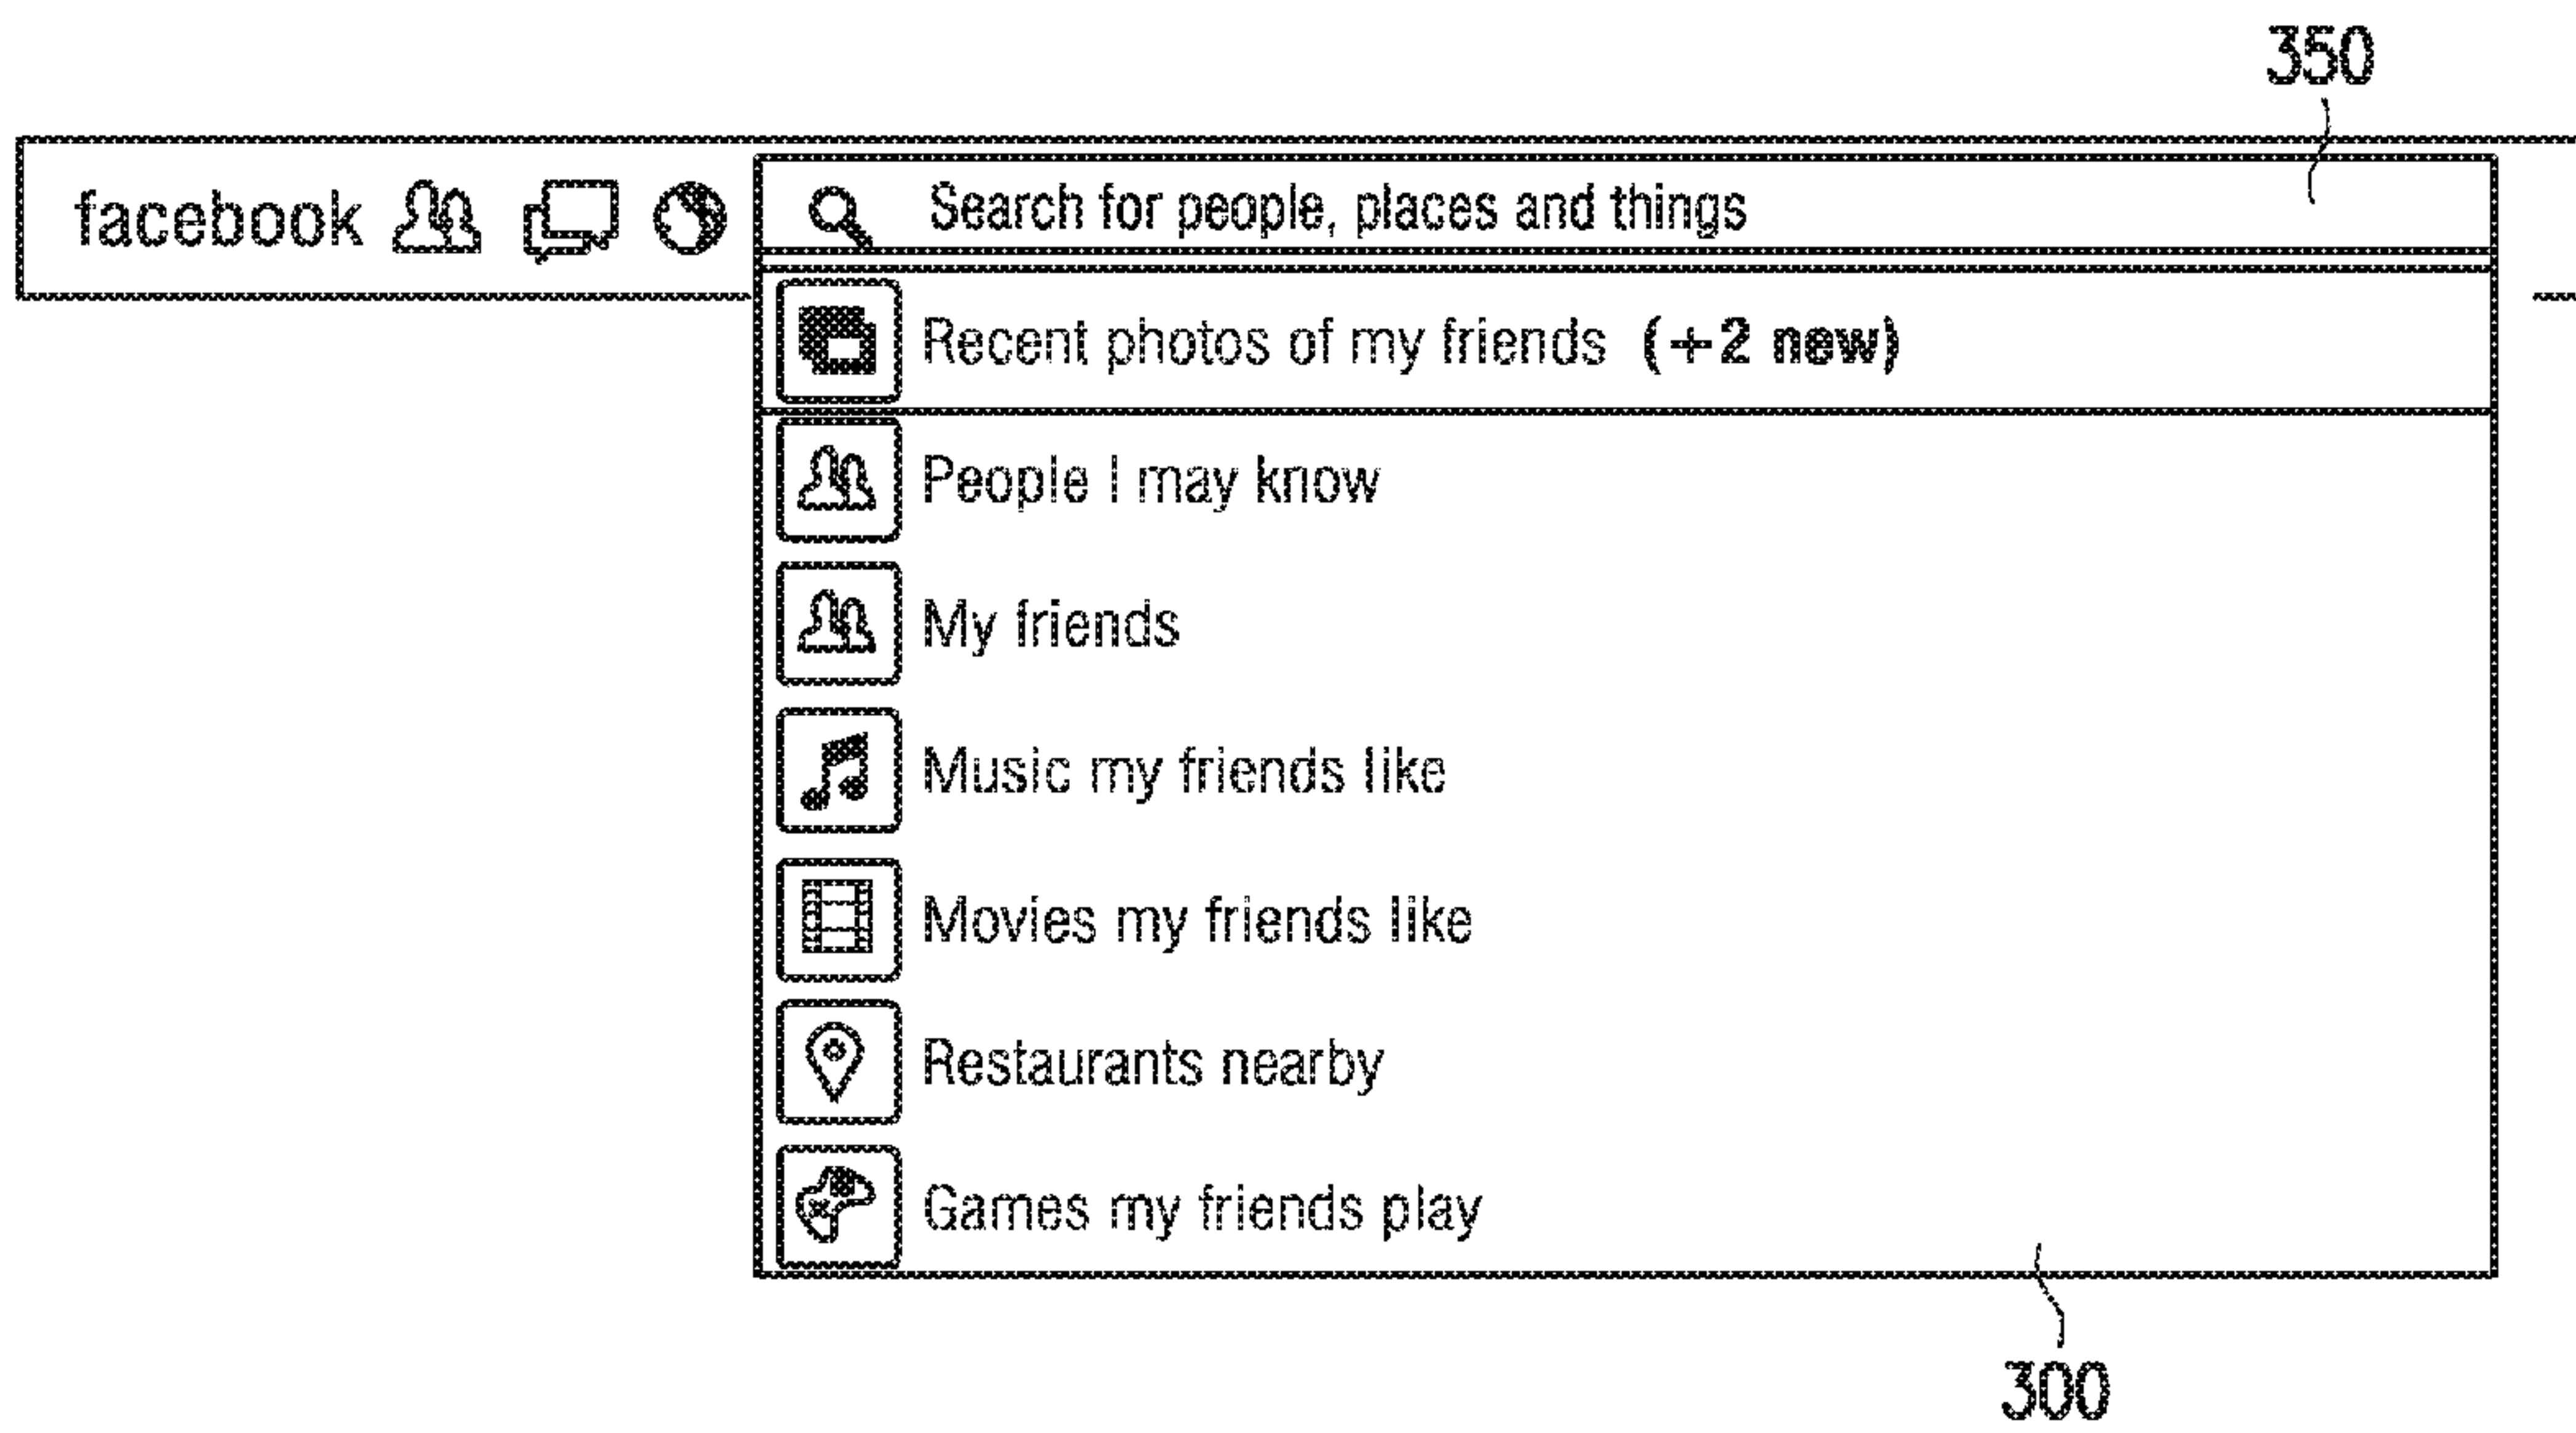 350
facebook
Search for people, places and things
Recent photos of my friends (+2 new)
People I may know
My friends
Music my friends like
Movies my friends like
Restaurants nearby
Games my friends play
300